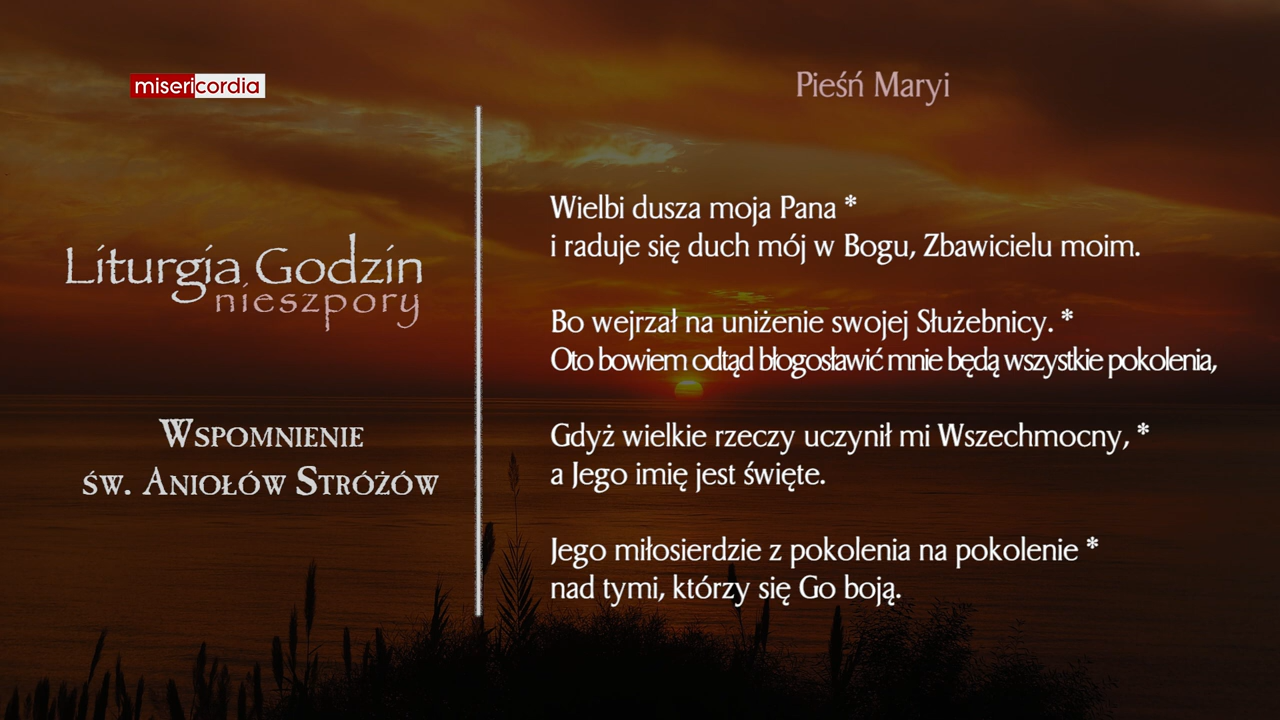 misericordia
Liturgia Godzin
nieszpory
Wspomnienie
św. Aniołów Stróżów
Pieśń Maryi
Wielbi dusza moja Pana *
i raduje się duch mój w Bogu, Zbawicielu moim.
Bo wejrzał na uniżenie swojej Służebnicy. *
Oto bowiem odtąd błogosławić mnie będą wszystkie pokolenia,
Gdyż wielkie rzeczy uczynił mi Wszechmocny, *
a Jego imię jest święte.
Jego miłosierdzie z pokolenia na pokolenie *
nad tymi, którzy się Go boją.